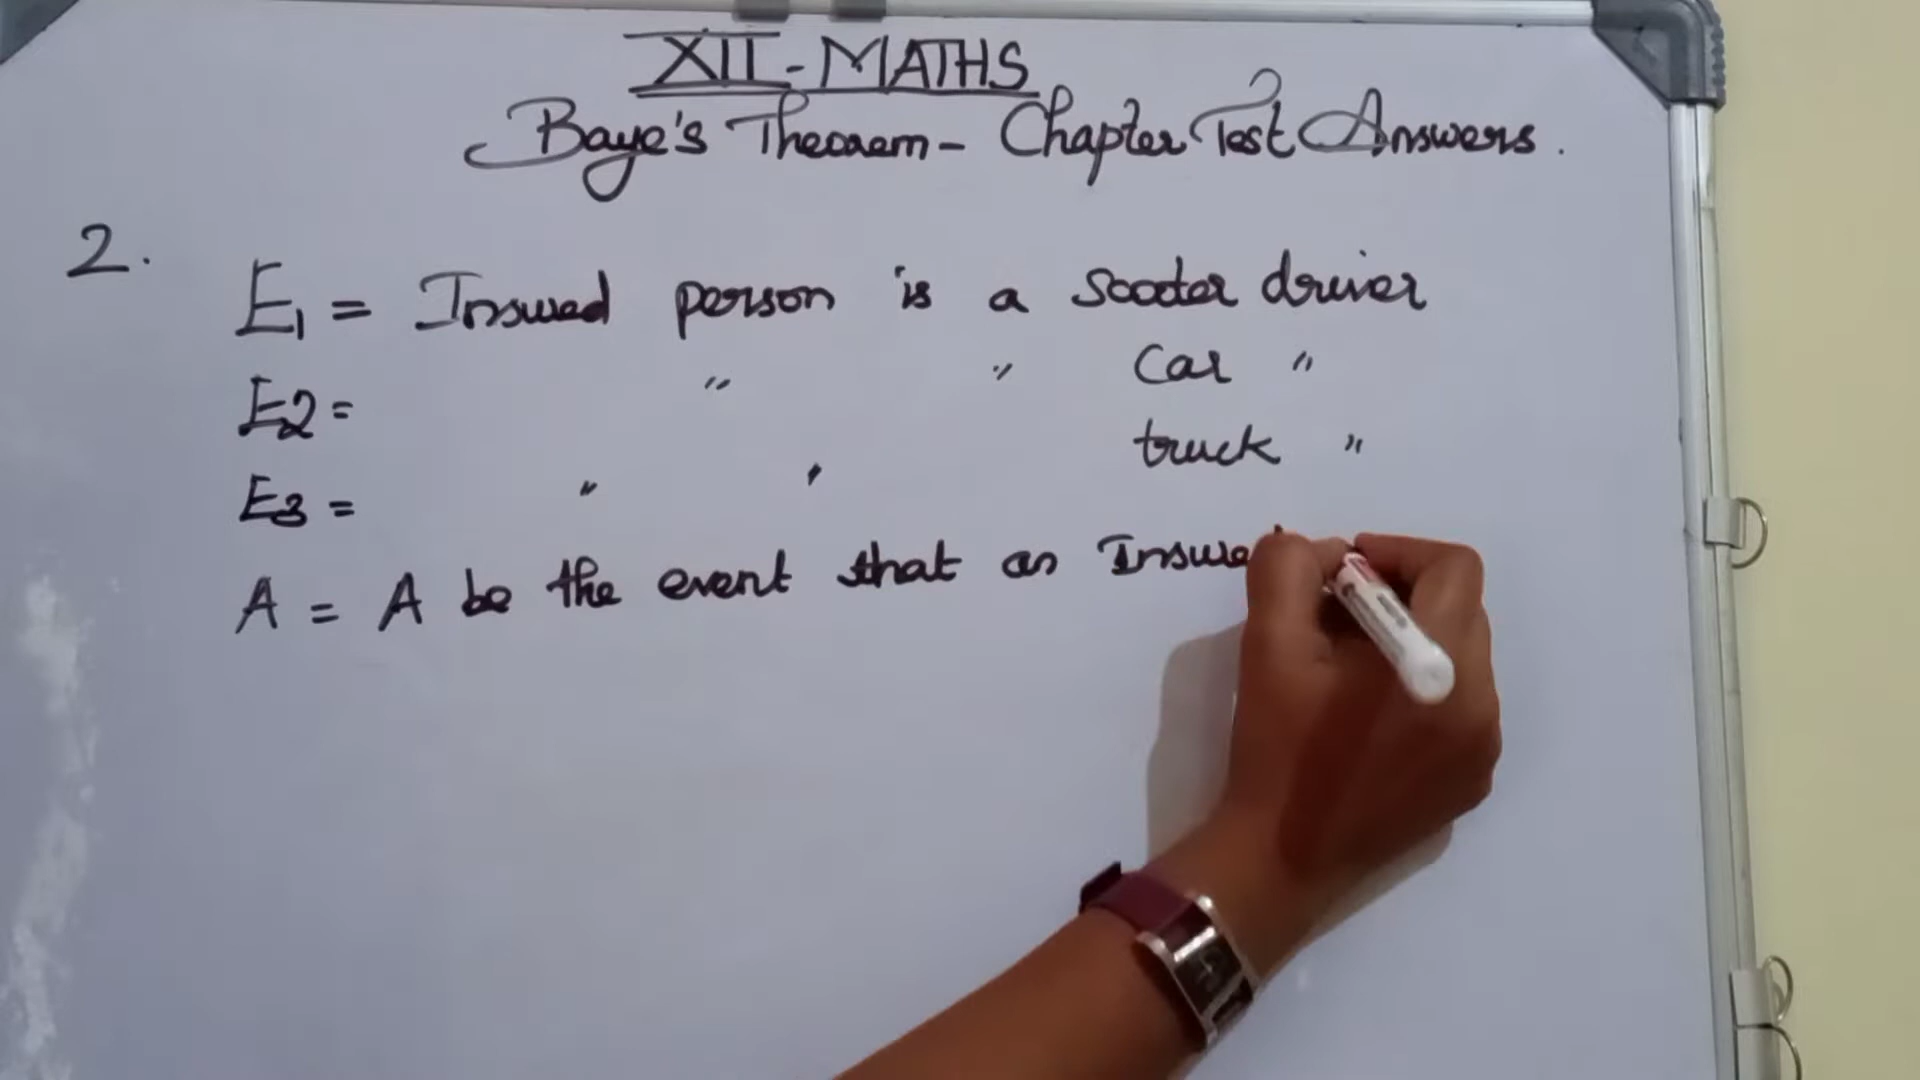 XII - MATHS
Baye's Theorem - Chapter Test Answers.
2.
E1 = Insured person is a Scooter driver
E2 = " " Car "
E3 = " " truck "
A = A be the event that an Insure